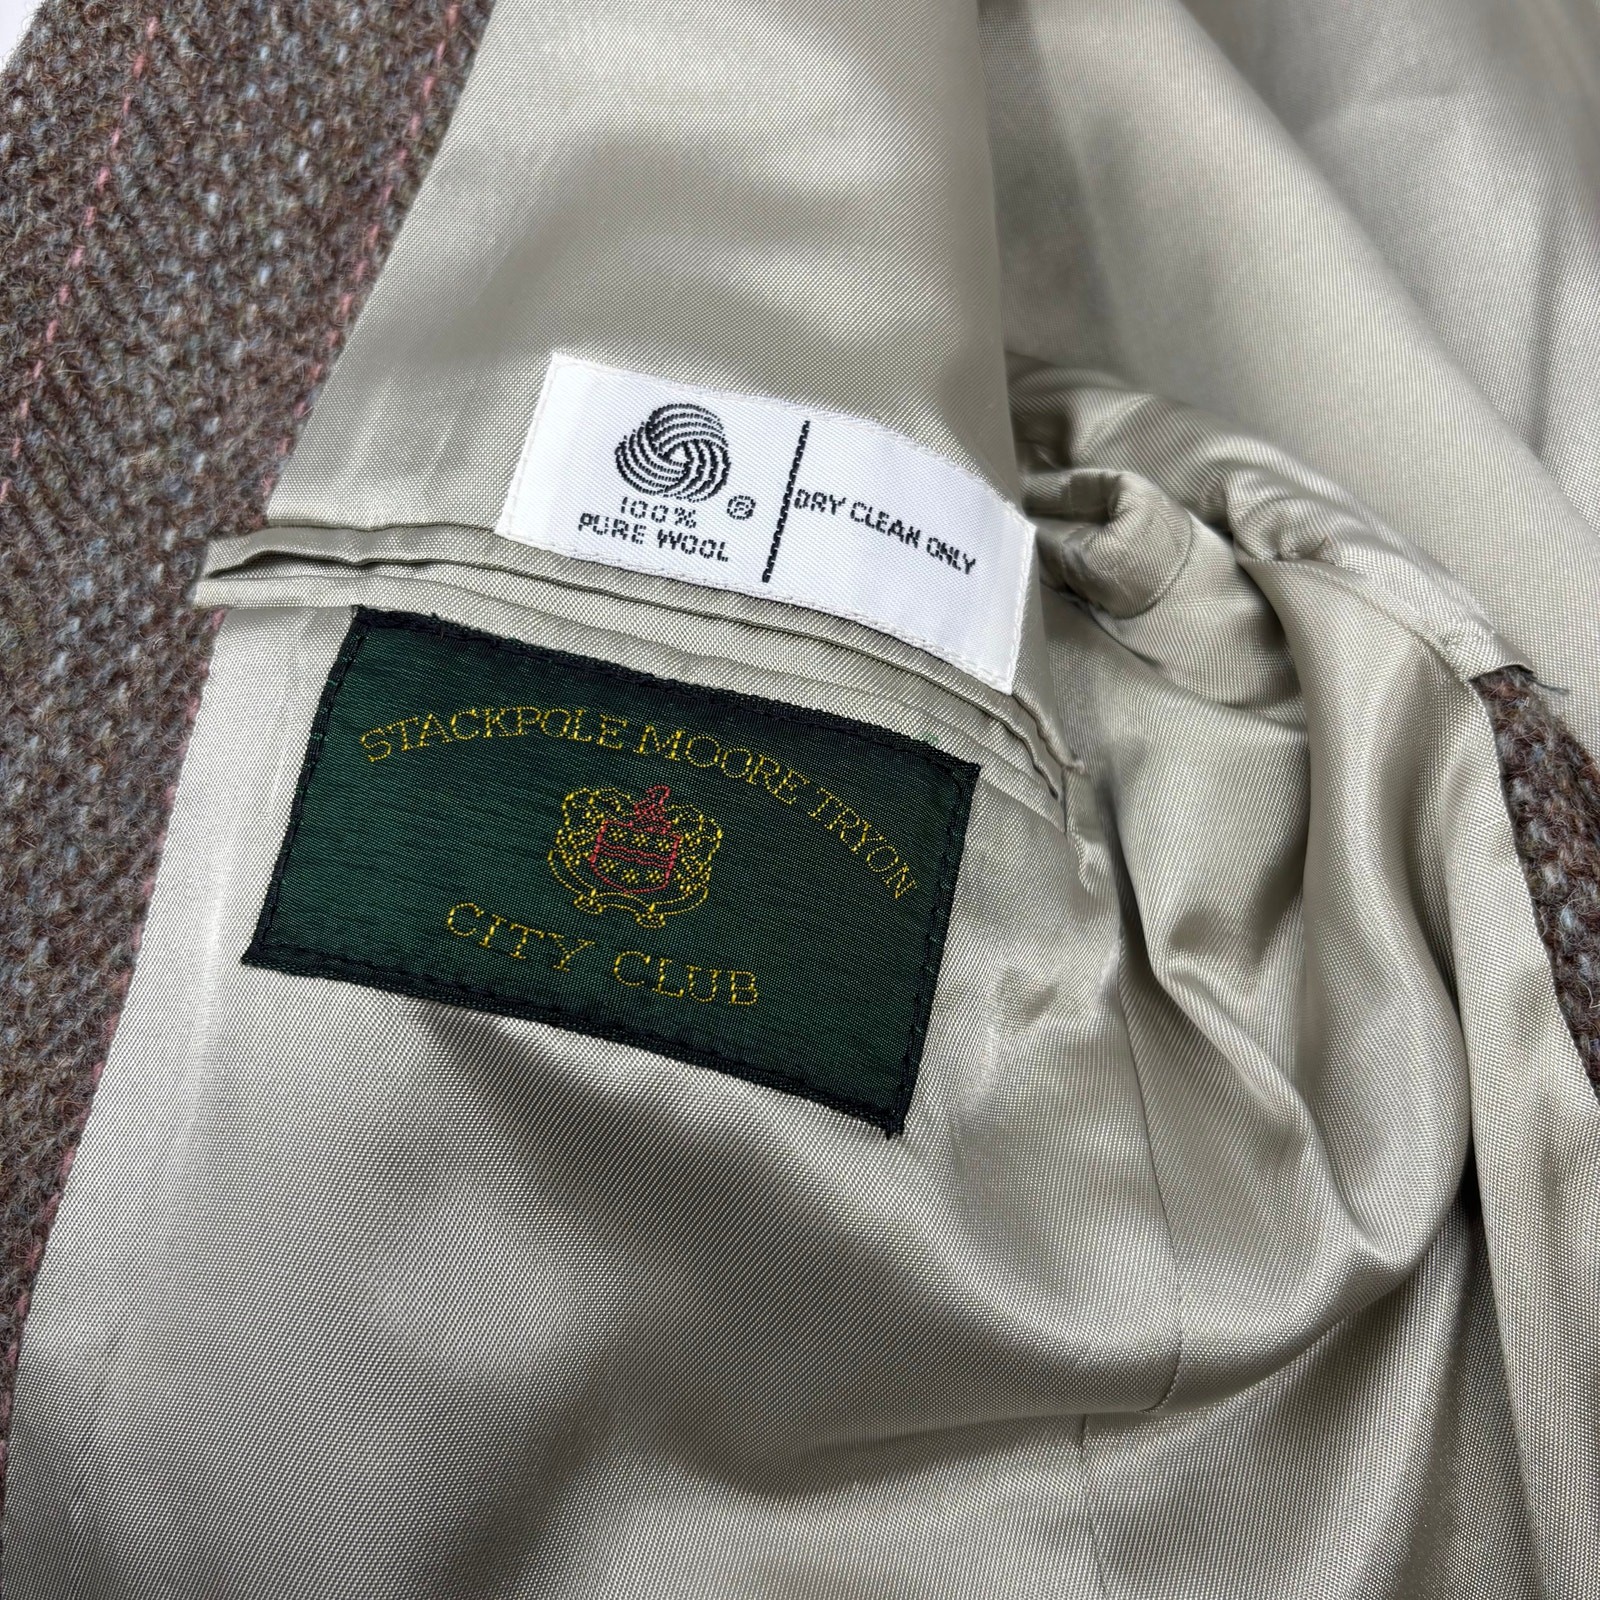 100%
PURE WOOL
®
DRY CLEAN ONLY
STACKPOLE MOORE TRYON
CITY CLUB